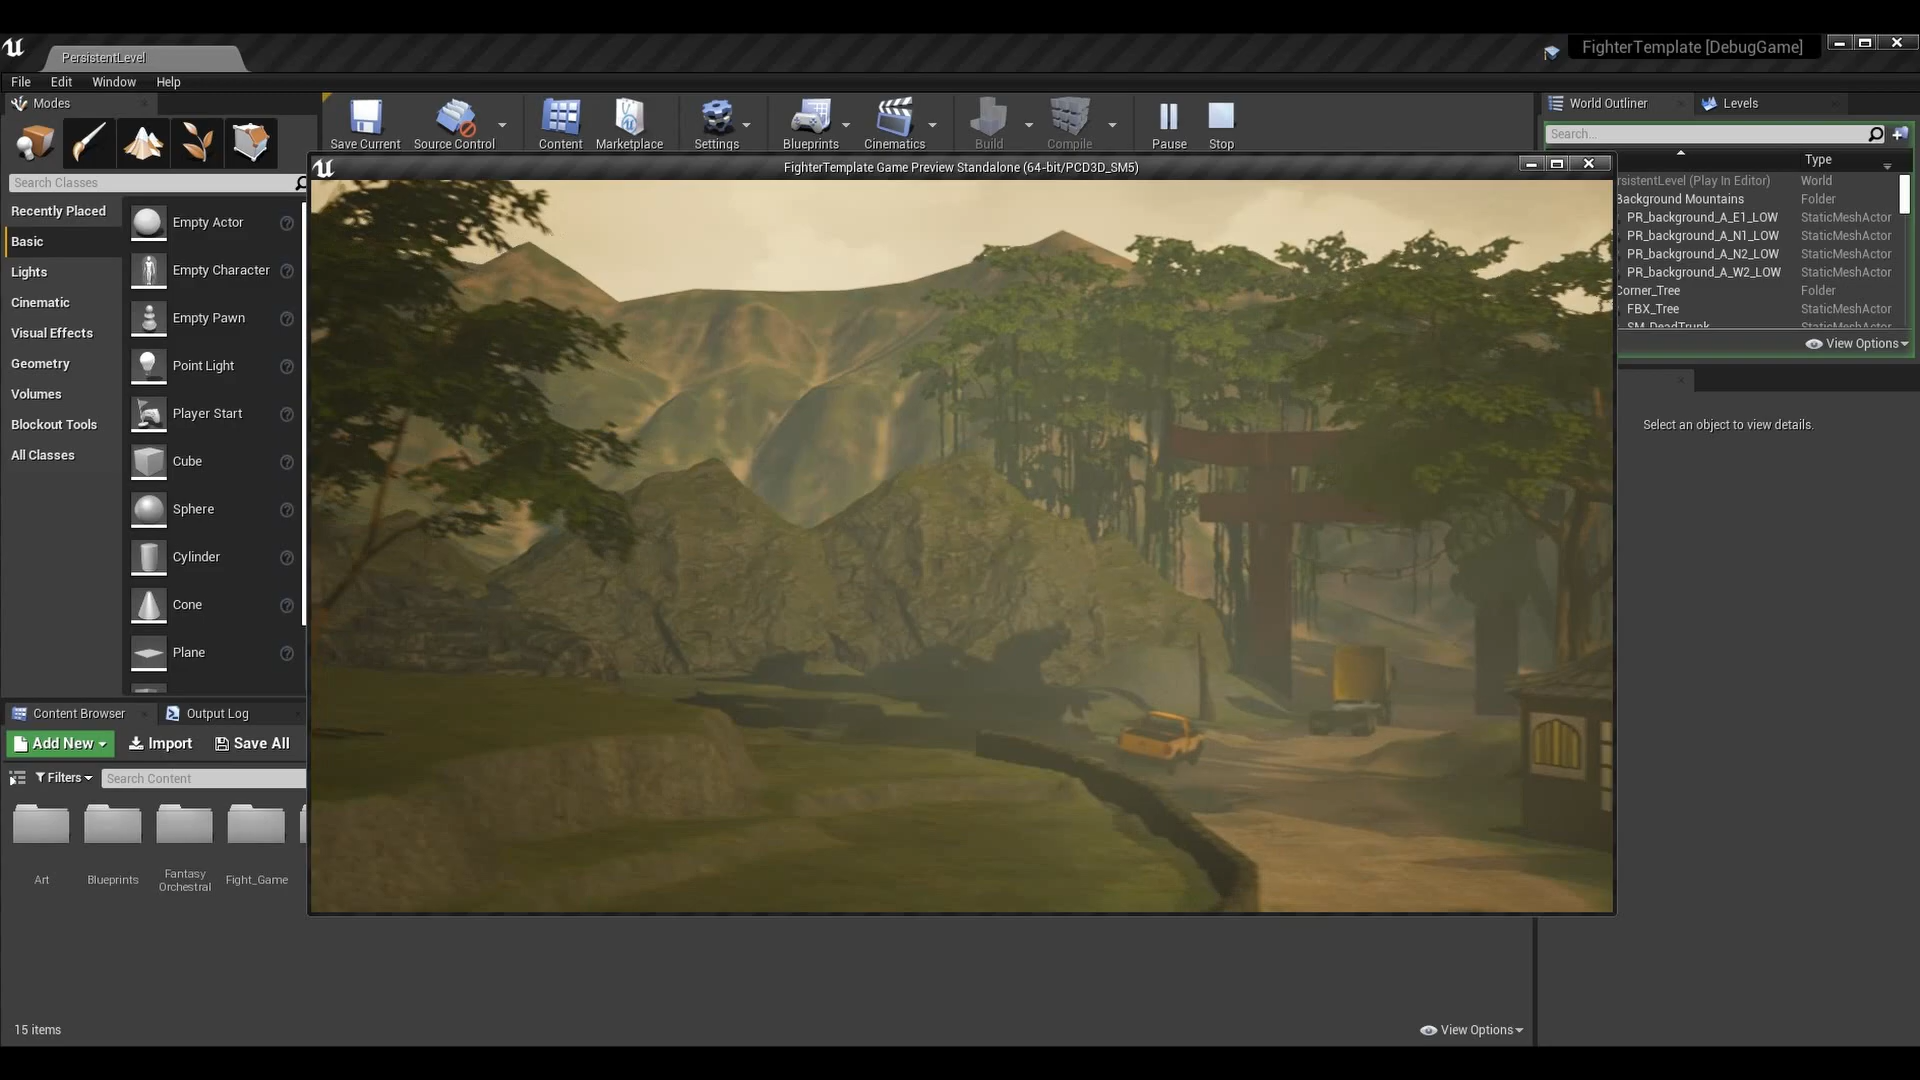 PersistentLevel
FighterTemplate [DebugGame]
File Edit Window Help
Modes
Save Current
Source Control
Content
Marketplace
Settings
Blueprints
Cinematics
Build
Compile
Pause
Stop
World Outliner
Levels
Search...
Type
FighterTemplate Game Preview Standalone (64-bit/PCD3D_SM5)
Search Classes
Recently Placed
Basic
Lights
Cinematic
Visual Effects
Geometry
Volumes
Blockout Tools
All Classes
Empty Actor
Empty Character
Empty Pawn
Point Light
Player Start
Cube
Sphere
Cylinder
Cone
Plane
rsistentLevel (Play In Editor) World
Background Mountains Folder
PR_background_A_E1_LOW StaticMeshActor
PR_background_A_N1_LOW StaticMeshActor
PR_background_A_N2_LOW StaticMeshActor
PR_background_A_W2_LOW StaticMeshActor
Corner_Tree Folder
FBX_Tree StaticMeshActor
SM_DeadTrunk StaticMeshActor
View Options
Select an object to view details.
Content Browser
Output Log
Add New
Import
Save All
Filters
Search Content
Art
Blueprints
Fantasy
Orchestral
Fight_Game
15 items
View Options